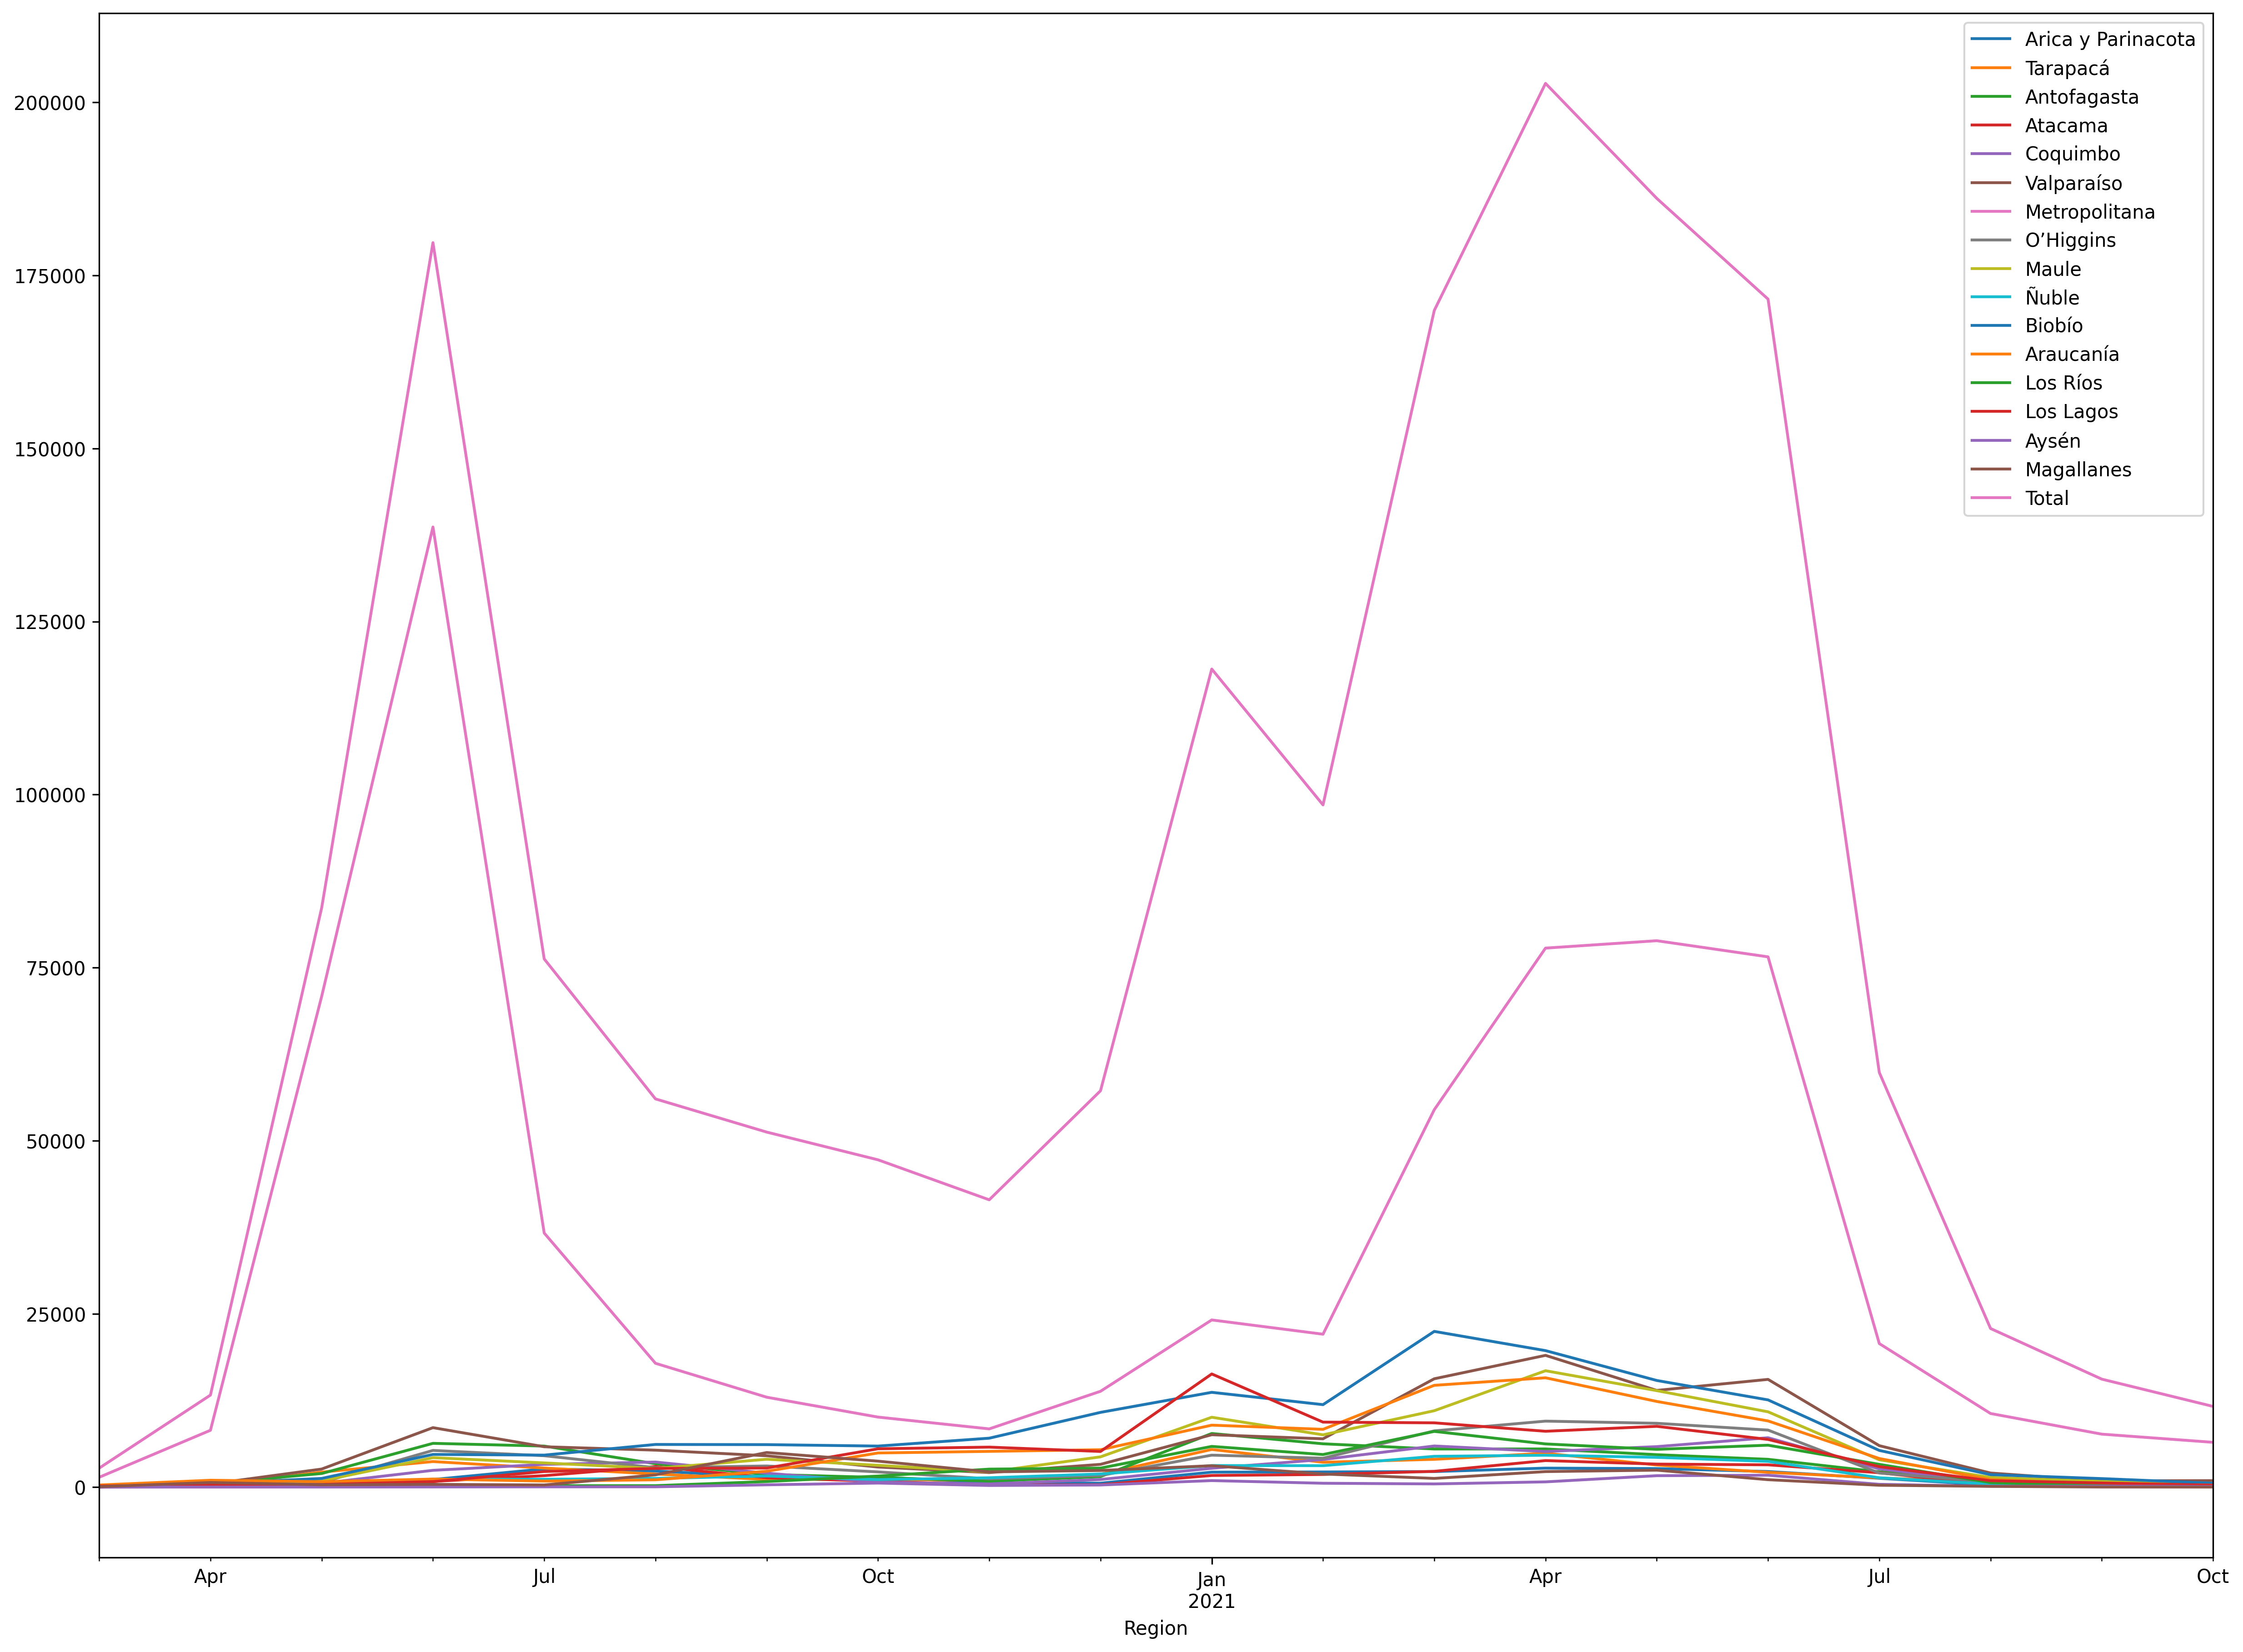 200000
175000
150000
125000
100000
75000
50000
25000
0
Arica y Parinacota
Tarapacá
Antofagasta
Atacama
Coquimbo
Valparaíso
Metropolitana
O’Higgins
Maule
Ñuble
Biobío
Araucanía
Los Ríos
Los Lagos
Aysén
Magallanes
Total
Apr Jul Oct Jan Apr Jul Oct
2021
Region